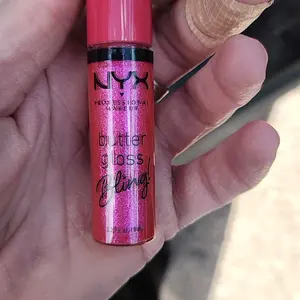 NYX
PROFESSIONAL
MAKEUP
butter
gloss
Bling!